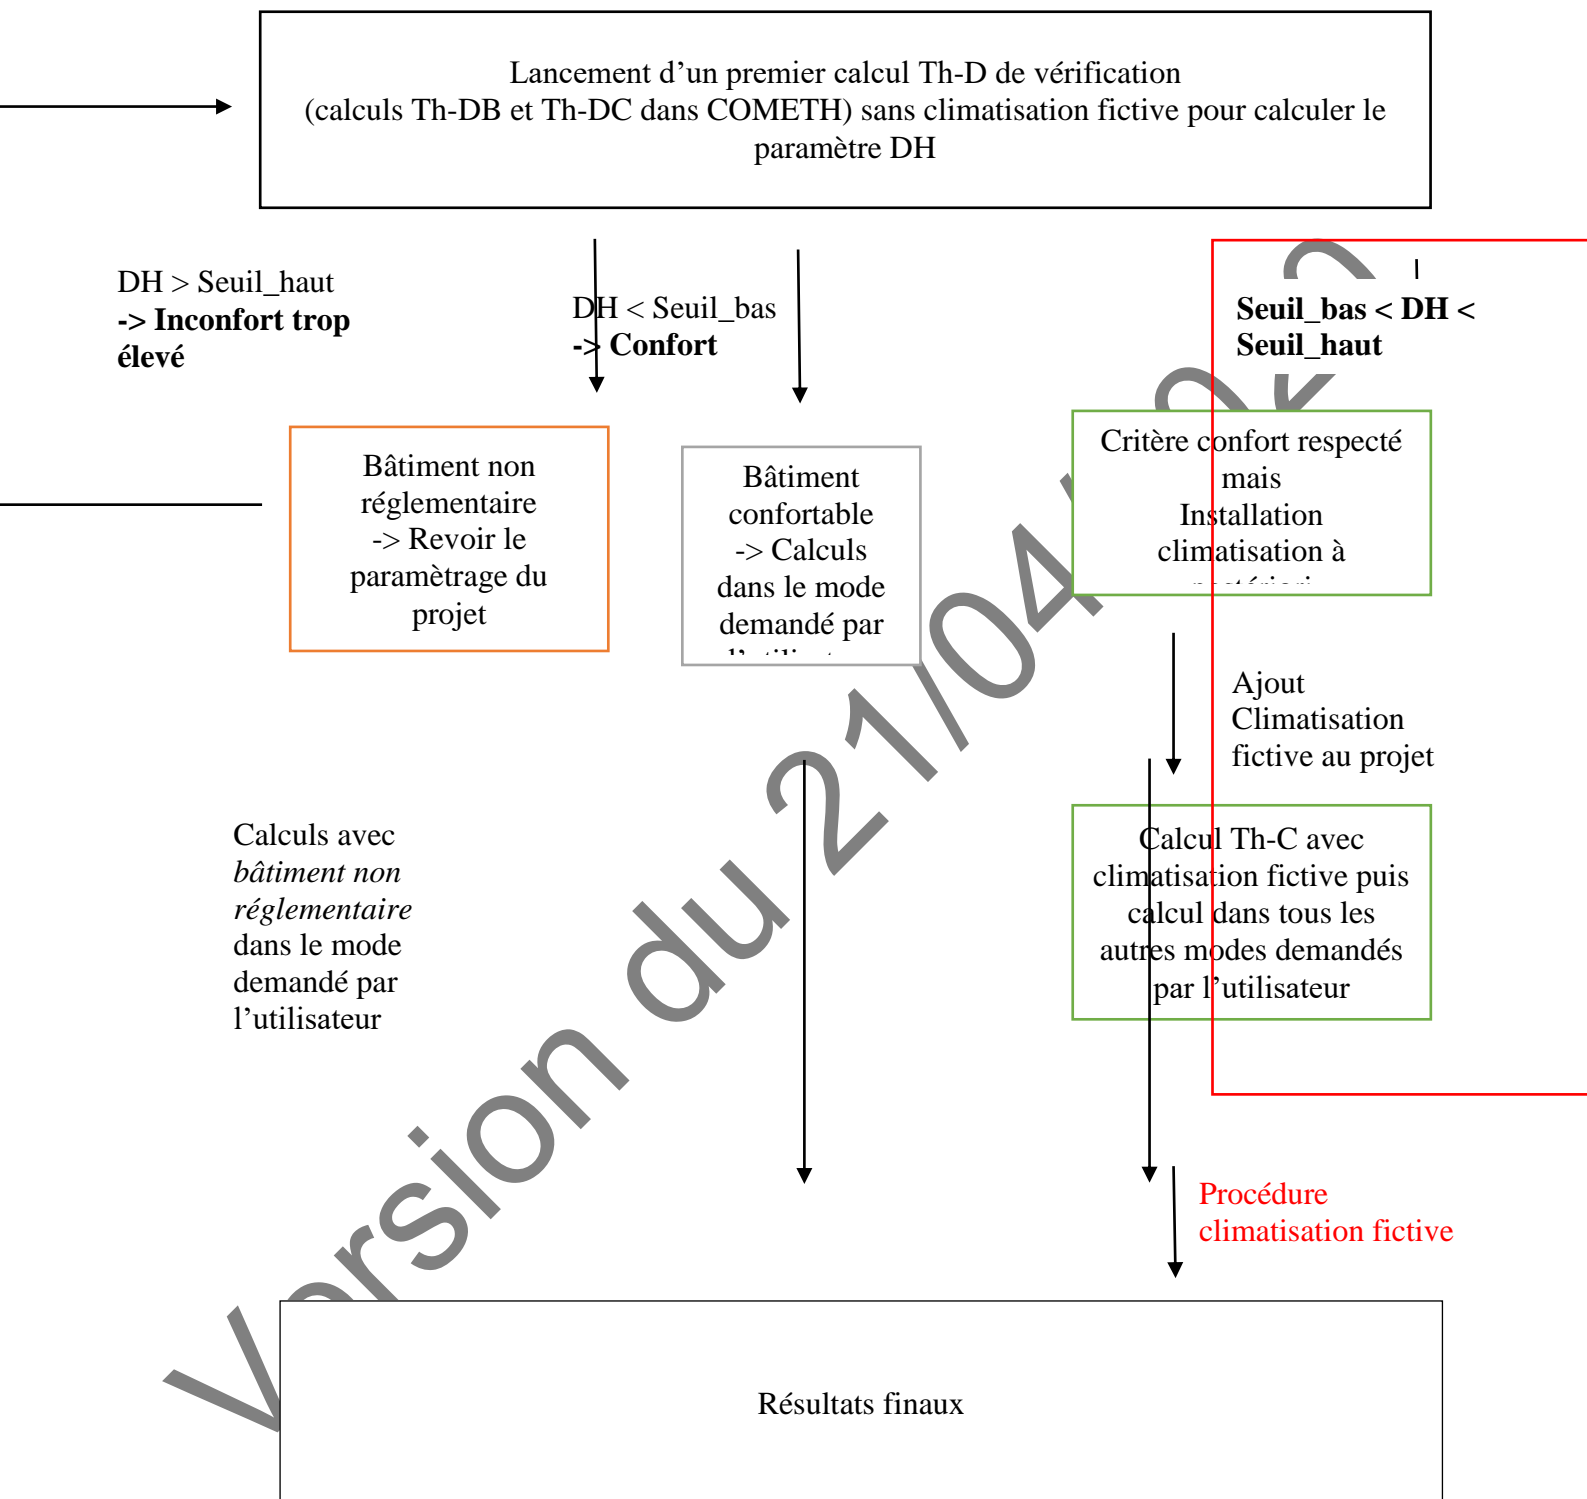 Lancement d’un premier calcul Th-D de vérification
(calculs Th-DB et Th-DC dans COMETH) sans climatisation fictive pour calculer le
paramètre DH
DH > Seuil_haut
-> Inconfort trop
élevé
DH < Seuil_bas
-> Confort
Seuil_bas < DH <
Seuil_haut
Bâtiment non
réglementaire
-> Revoir le
paramètrage du
projet
Bâtiment
confortable
-> Calculs
dans le mode
demandé par
Critère confort respecté
mais
Installation
climatisation à
Ajout
Climatisation
fictive au projet
Calculs avec
bâtiment non
réglementaire
dans le mode
demandé par
l’utilisateur
Calcul Th-C avec
climatisation fictive puis
calcul dans tous les
autres modes demandés
par l’utilisateur
Procédure
climatisation fictive
Résultats finaux
Version du 21/04/